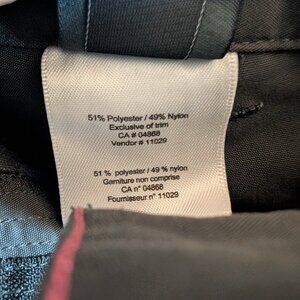 51% Polyester / 49% Nylon
Exclusive of trim
CA # 04868
Vendor # 11029
51 % polyester / 49 % nylon
Garniture non comprise
CA n° 04868
Fournisseur n° 11029